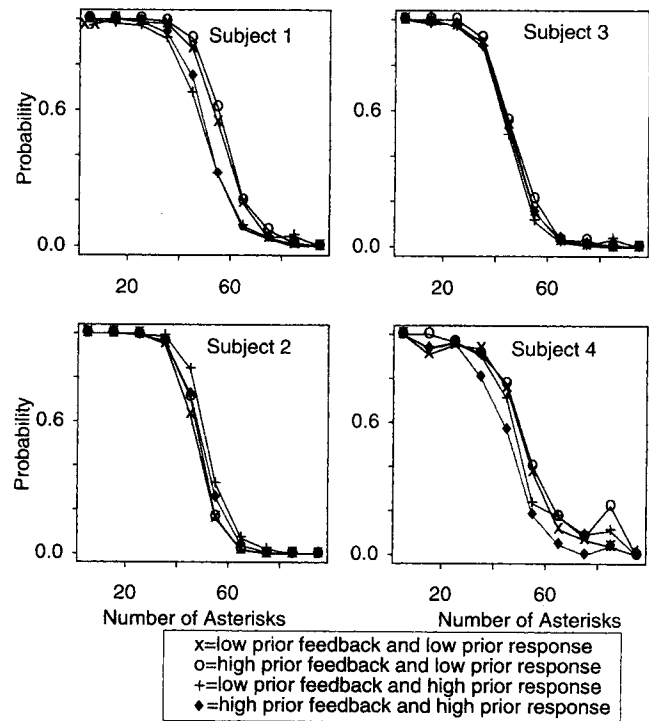 Subject 1
Subject 3
Probability
0.6
0.6
0.0
0.0
20
60
20
60
Subject 2
Subject 4
Probability
0.6
0.6
0.0
0.0
20
60
20
60
Number of Asterisks
Number of Asterisks
x=low prior feedback and low prior response
o=high prior feedback and low prior response
+=low prior feedback and high prior response
◆=high prior feedback and high prior response